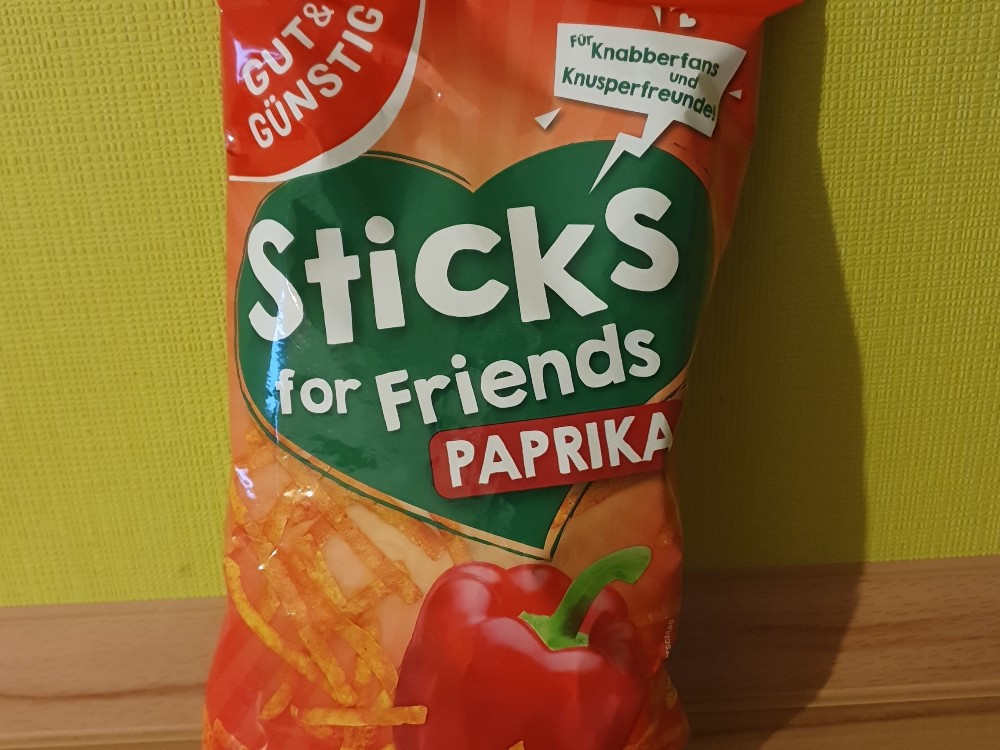 GUT&
GÜNSTIG
Für Knabberfans
und
Knusperfreunde!
Sticks
for Friends
PAPRIKA